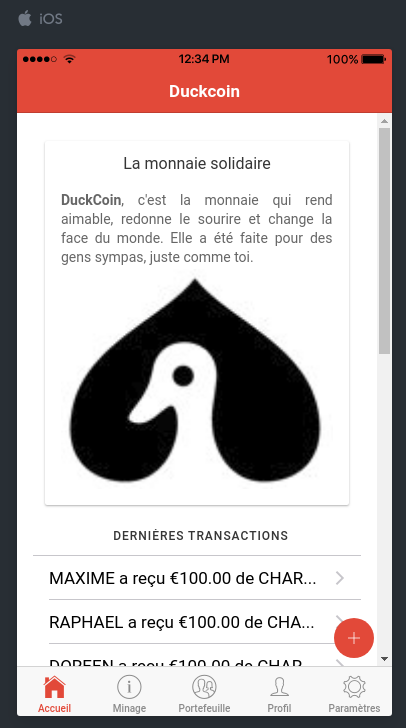 iOS
12:34 PM
100%
Duckcoin
La monnaie solidaire
DuckCoin, c'est la monnaie qui rend
aimable, redonne le sourire et change la
face du monde. Elle a été faite pour des
gens sympas, juste comme toi.
DERNIÈRES TRANSACTIONS
MAXIME a reçu €100.00 de CHAR...
RAPHAEL a reçu €100.00 de CHA...
DOREEN a reçu €100.00 de CHAR...
Accueil Minage Portefeuille Profil Paramètres